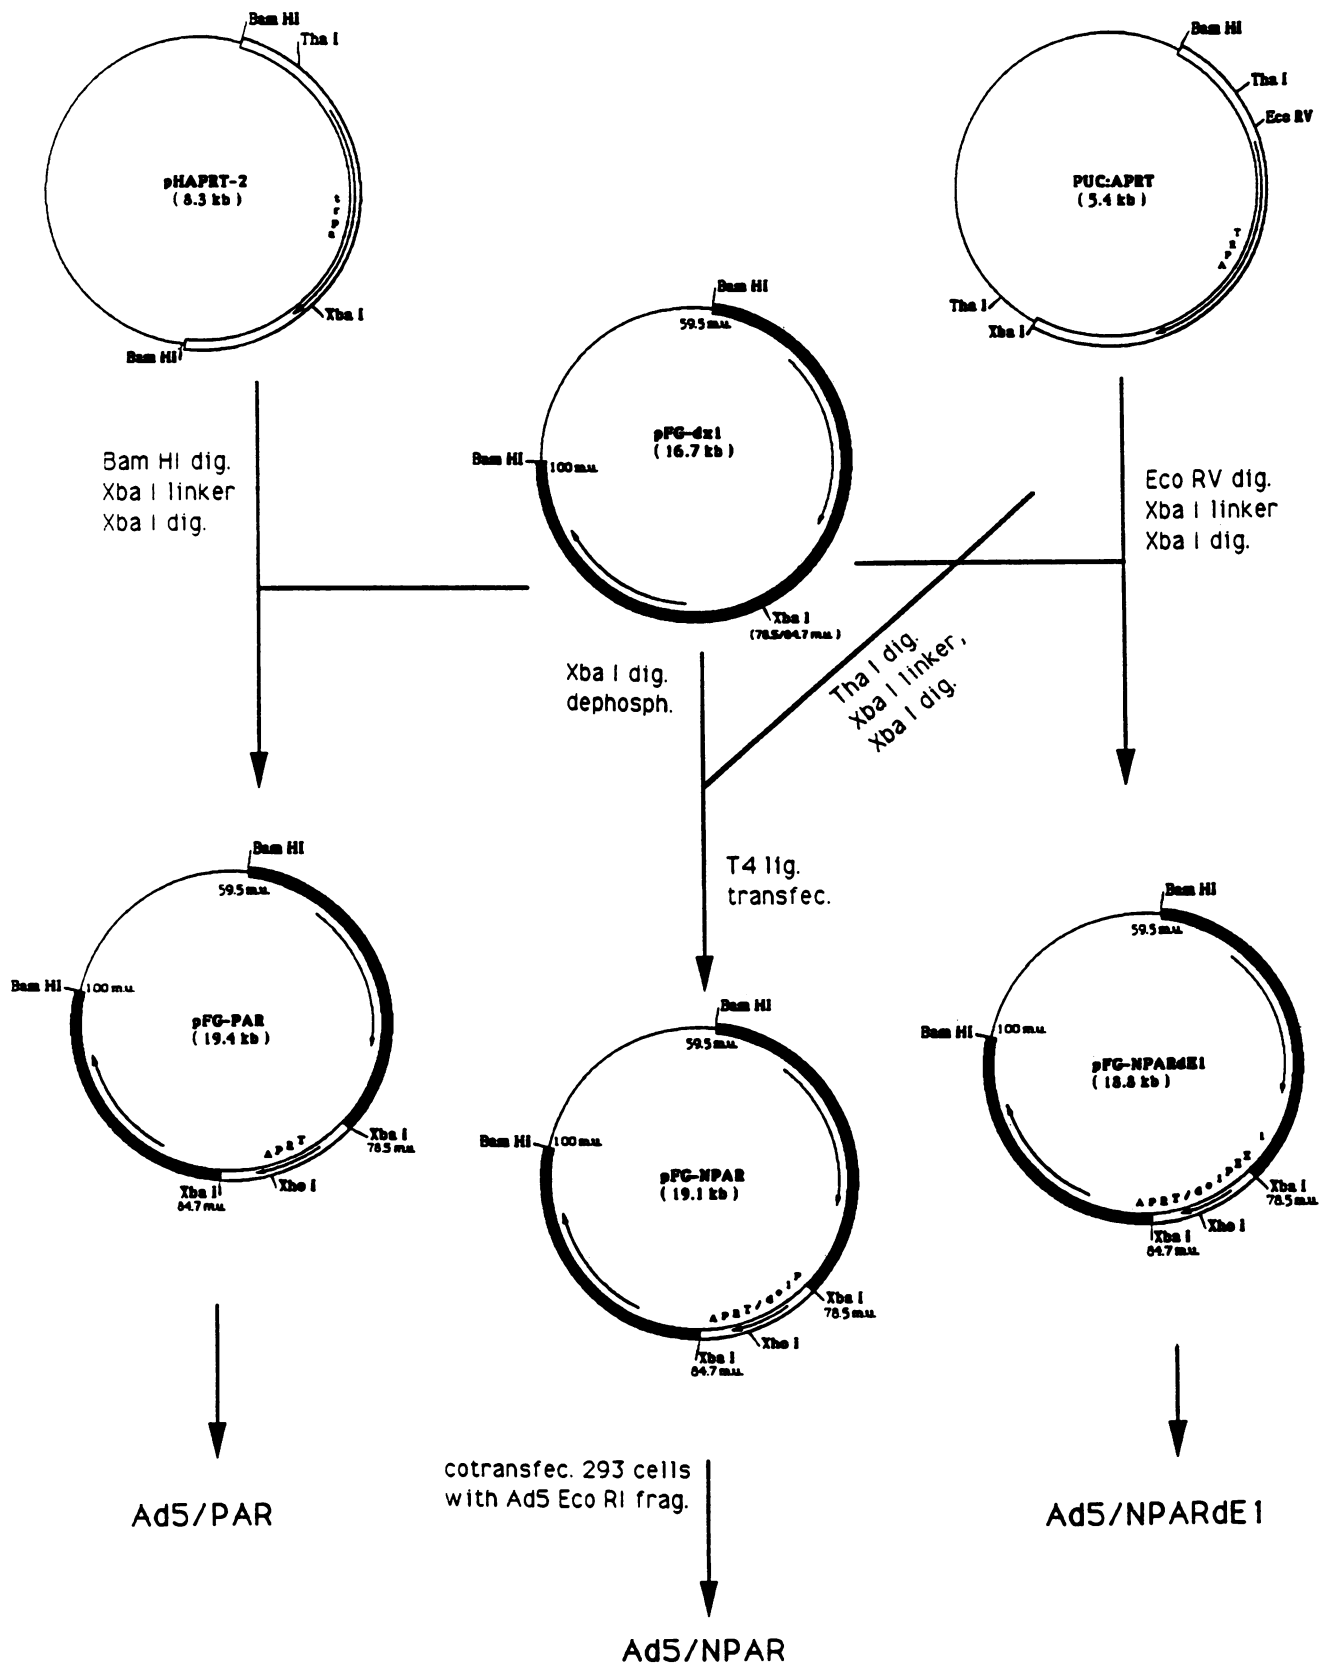 Bam HI
Tha I
pHAPRT-2
(8.3 kb)
Xba I
Bam HI
Bam HI
Tha I
Eco RV
PUC:APRT
(5.4 kb)
APRT
Tha I
Xba I
Bam HI
59.5 m.u.
pFG-dx1
(16.7 kb)
Bam HI
100 m.u.
Xba I
(78.5/84.7 m.u.)
Bam HI dig.
Xba I linker
Xba I dig.
Eco RV dig.
Xba I linker
Xba I dig.
Xba I dig.
dephosph.
Tha I dig.
Xba I linker,
Xba I dig.
T4 lig.
transfec.
Bam HI
59.5 m.u.
Bam HI
100 m.u.
pFG-PAR
(19.4 kb)
APRT
Xba I
78.5 m.u.
Xho I
Xba I
84.7 m.u.
Bam HI
59.5 m.u.
Bam HI
100 m.u.
pFG-NPAR
(19.1 kb)
APRT/delP
Xba I
78.5 m.u.
Xho I
Xba I
84.7 m.u.
Bam HI
59.5 m.u.
Bam HI
100 m.u.
pFG-NPARdE1
(18.8 kb)
Xba I
78.5 m.u.
Xho I
Xba I
84.7 m.u.
Ad5/PAR
cotransfec. 293 cells
with Ad5 Eco RI frag.
Ad5/NPARdE1
Ad5/NPAR